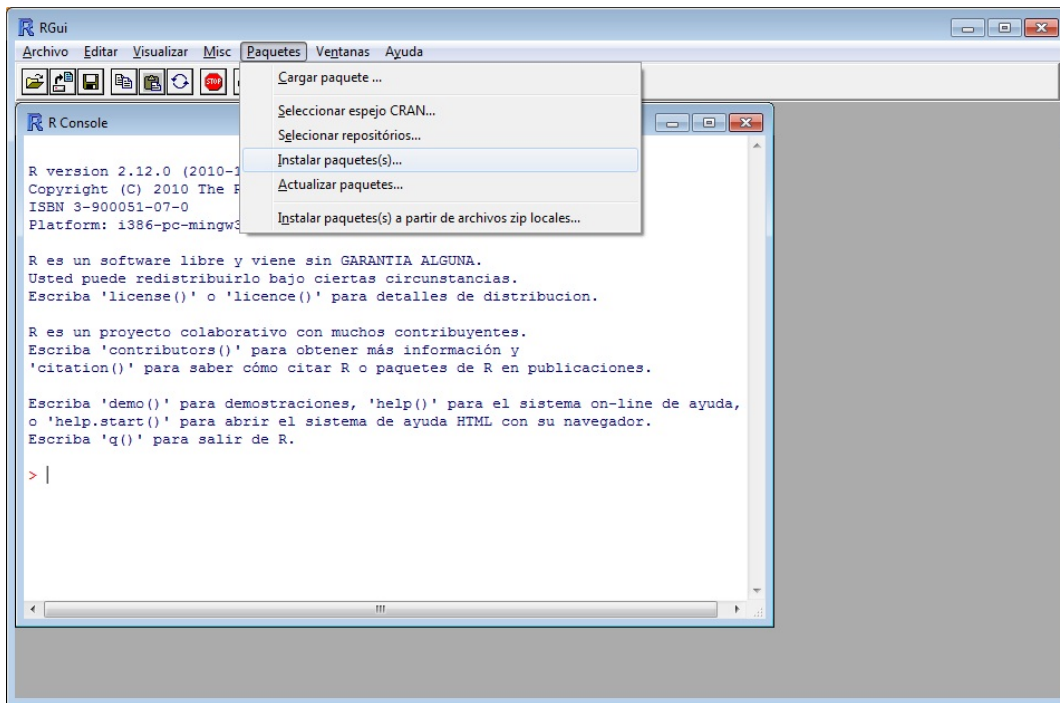 RGui
Archivo Editar Visualizar Misc Paquetes Ventanas Ayuda
STOP
Cargar paquete ...
Seleccionar espejo CRAN...
Selecionar repositórios...
Instalar paquetes(s)...
Actualizar paquetes...
Instalar paquetes(s) a partir de archivos zip locales...
R Console
R version 2.12.0 (2010-1
Copyright (C) 2010 The
ISBN 3-900051-07-0
Platform: i386-pc-mingw3
R es un software libre y viene sin GARANTIA ALGUNA.
Usted puede redistribuirlo bajo ciertas circunstancias.
Escriba 'license()' o 'licence()' para detalles de distribucion.
R es un proyecto colaborativo con muchos contribuyentes.
Escriba 'contributors()' para obtener más información y
'citation()' para saber cómo citar R o paquetes de R en publicaciones.
Escriba 'demo()' para demostraciones, 'help()' para el sistema on-line de ayuda,
o 'help.start()' para abrir el sistema de ayuda HTML con su navegador.
Escriba 'q()' para salir de R.
>